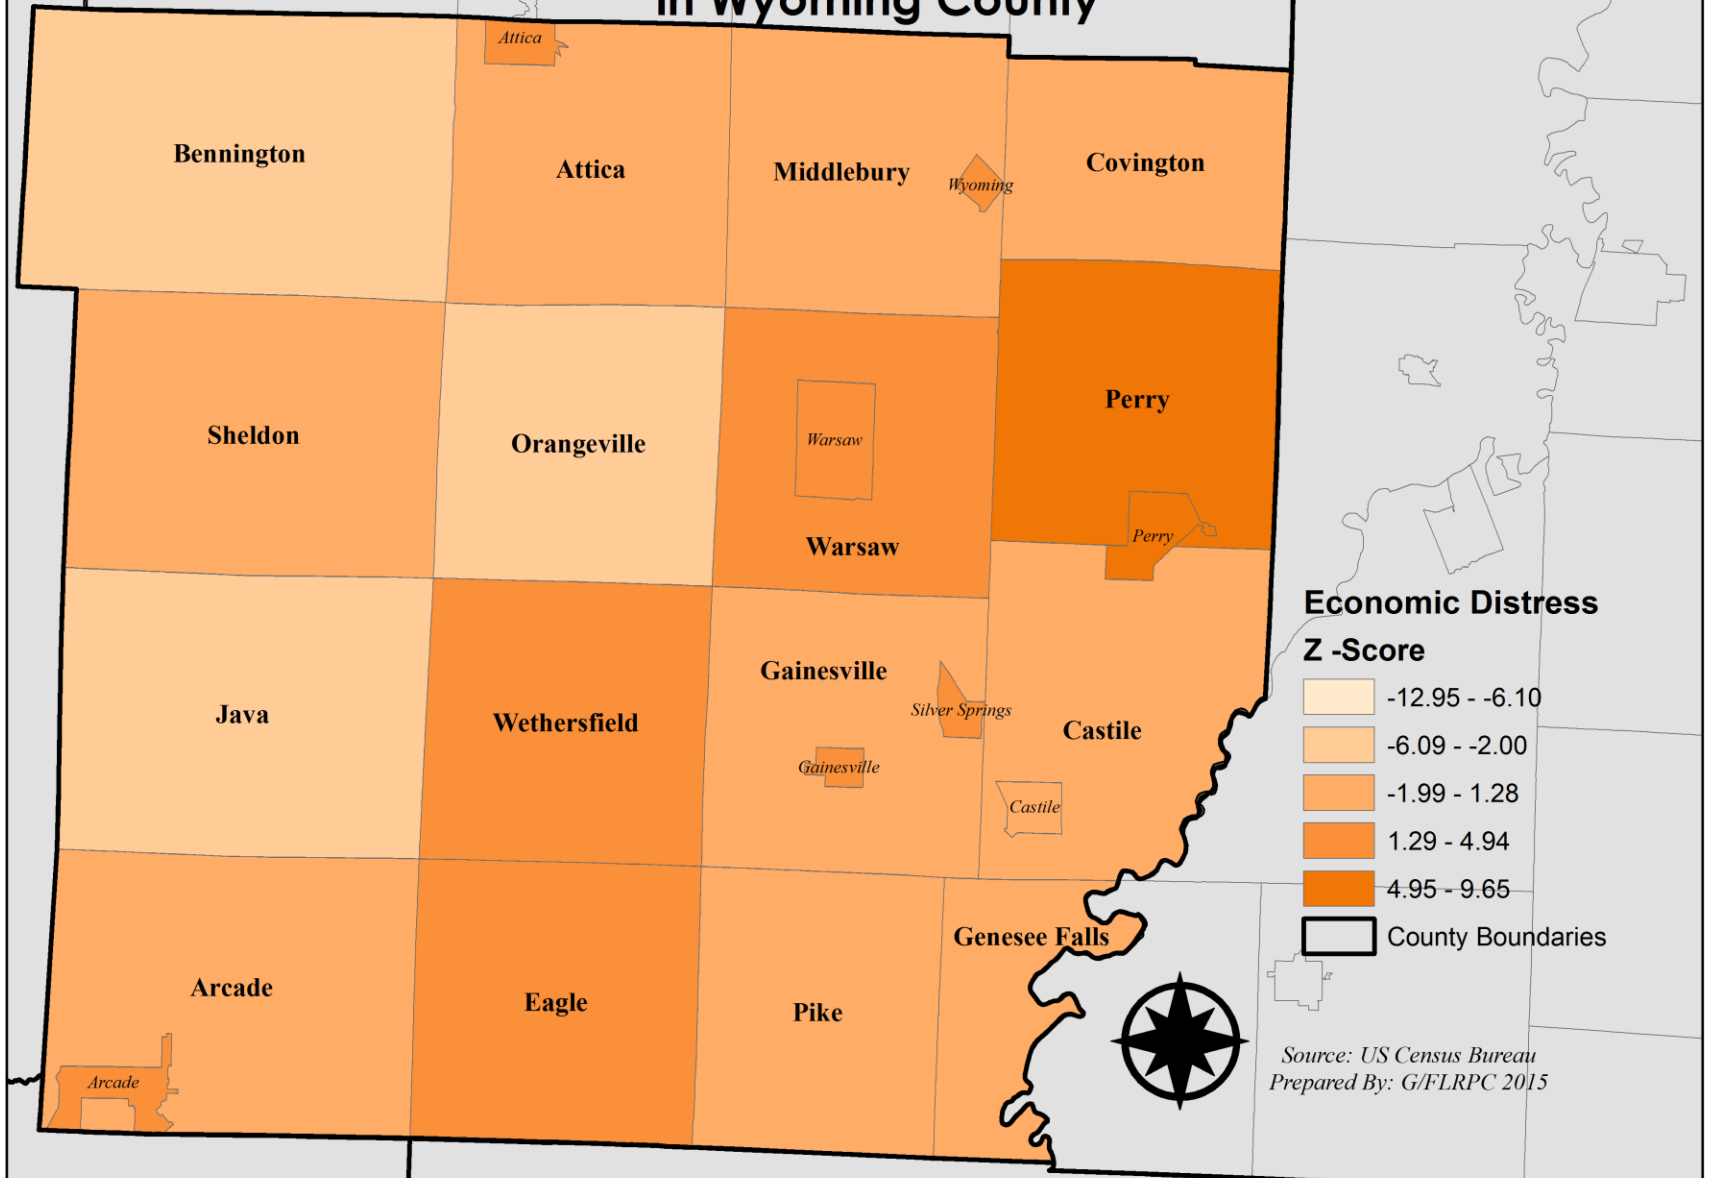 in Wyoming County
Attica
Bennington
Attica
Middlebury
Wyoming
Covington
Sheldon
Orangeville
Warsaw
Warsaw
Perry
Perry
Java
Wethersfield
Gainesville
Silver Springs
Gainesville
Castile
Castile
Arcade
Arcade
Eagle
Pike
Genesee Falls
Economic Distress
Z -Score
-12.95 - -6.10
-6.09 - -2.00
-1.99 - 1.28
1.29 - 4.94
4.95 - 9.65
County Boundaries
Source: US Census Bureau
Prepared By: G/FLRPC 2015